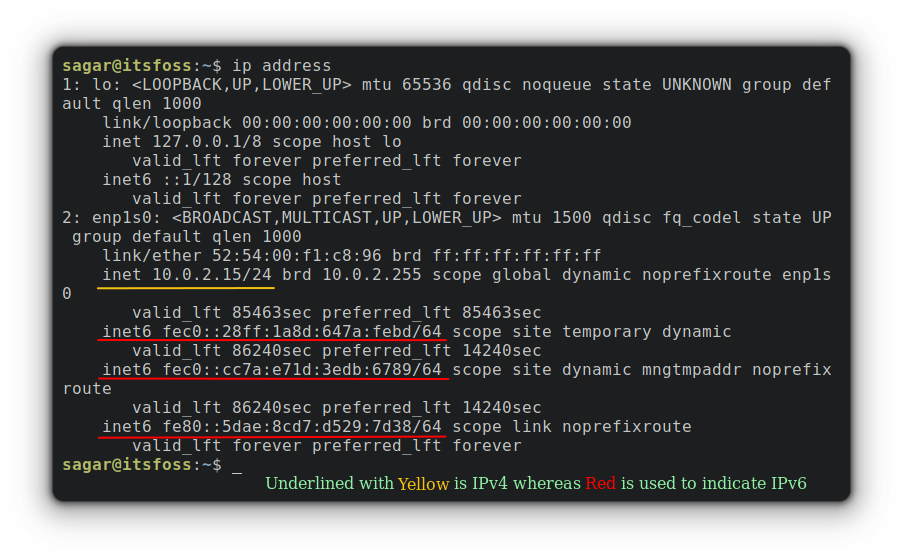 sagar@itsfoss:~$ ip address
1: lo: <LOOPBACK,UP,LOWER_UP> mtu 65536 qdisc noqueue state UNKNOWN group def
ault qlen 1000
    link/loopback 00:00:00:00:00:00 brd 00:00:00:00:00:00
    inet 127.0.0.1/8 scope host lo
       valid_lft forever preferred_lft forever
    inet6 ::1/128 scope host
       valid_lft forever preferred_lft forever
2: enp1s0: <BROADCAST,MULTICAST,UP,LOWER_UP> mtu 1500 qdisc fq_codel state UP
 group default qlen 1000
    link/ether 52:54:00:f1:c8:96 brd ff:ff:ff:ff:ff:ff
    inet 10.0.2.15/24 brd 10.0.2.255 scope global dynamic noprefixroute enp1s
0
       valid_lft 85463sec preferred_lft 85463sec
    inet6 fec0::28ff:1a8d:647a:febd/64 scope site temporary dynamic
       valid_lft 86240sec preferred_lft 14240sec
    inet6 fec0::cc7a:e71d:3edb:6789/64 scope site dynamic mngtmpaddr noprefix
route
       valid_lft 86240sec preferred_lft 14240sec
    inet6 fe80::5dae:8cd7:d529:7d38/64 scope link noprefixroute
       valid_lft forever preferred_lft forever
sagar@itsfoss:~$ _
Underlined with Yellow is IPv4 whereas Red is used to indicate IPv6